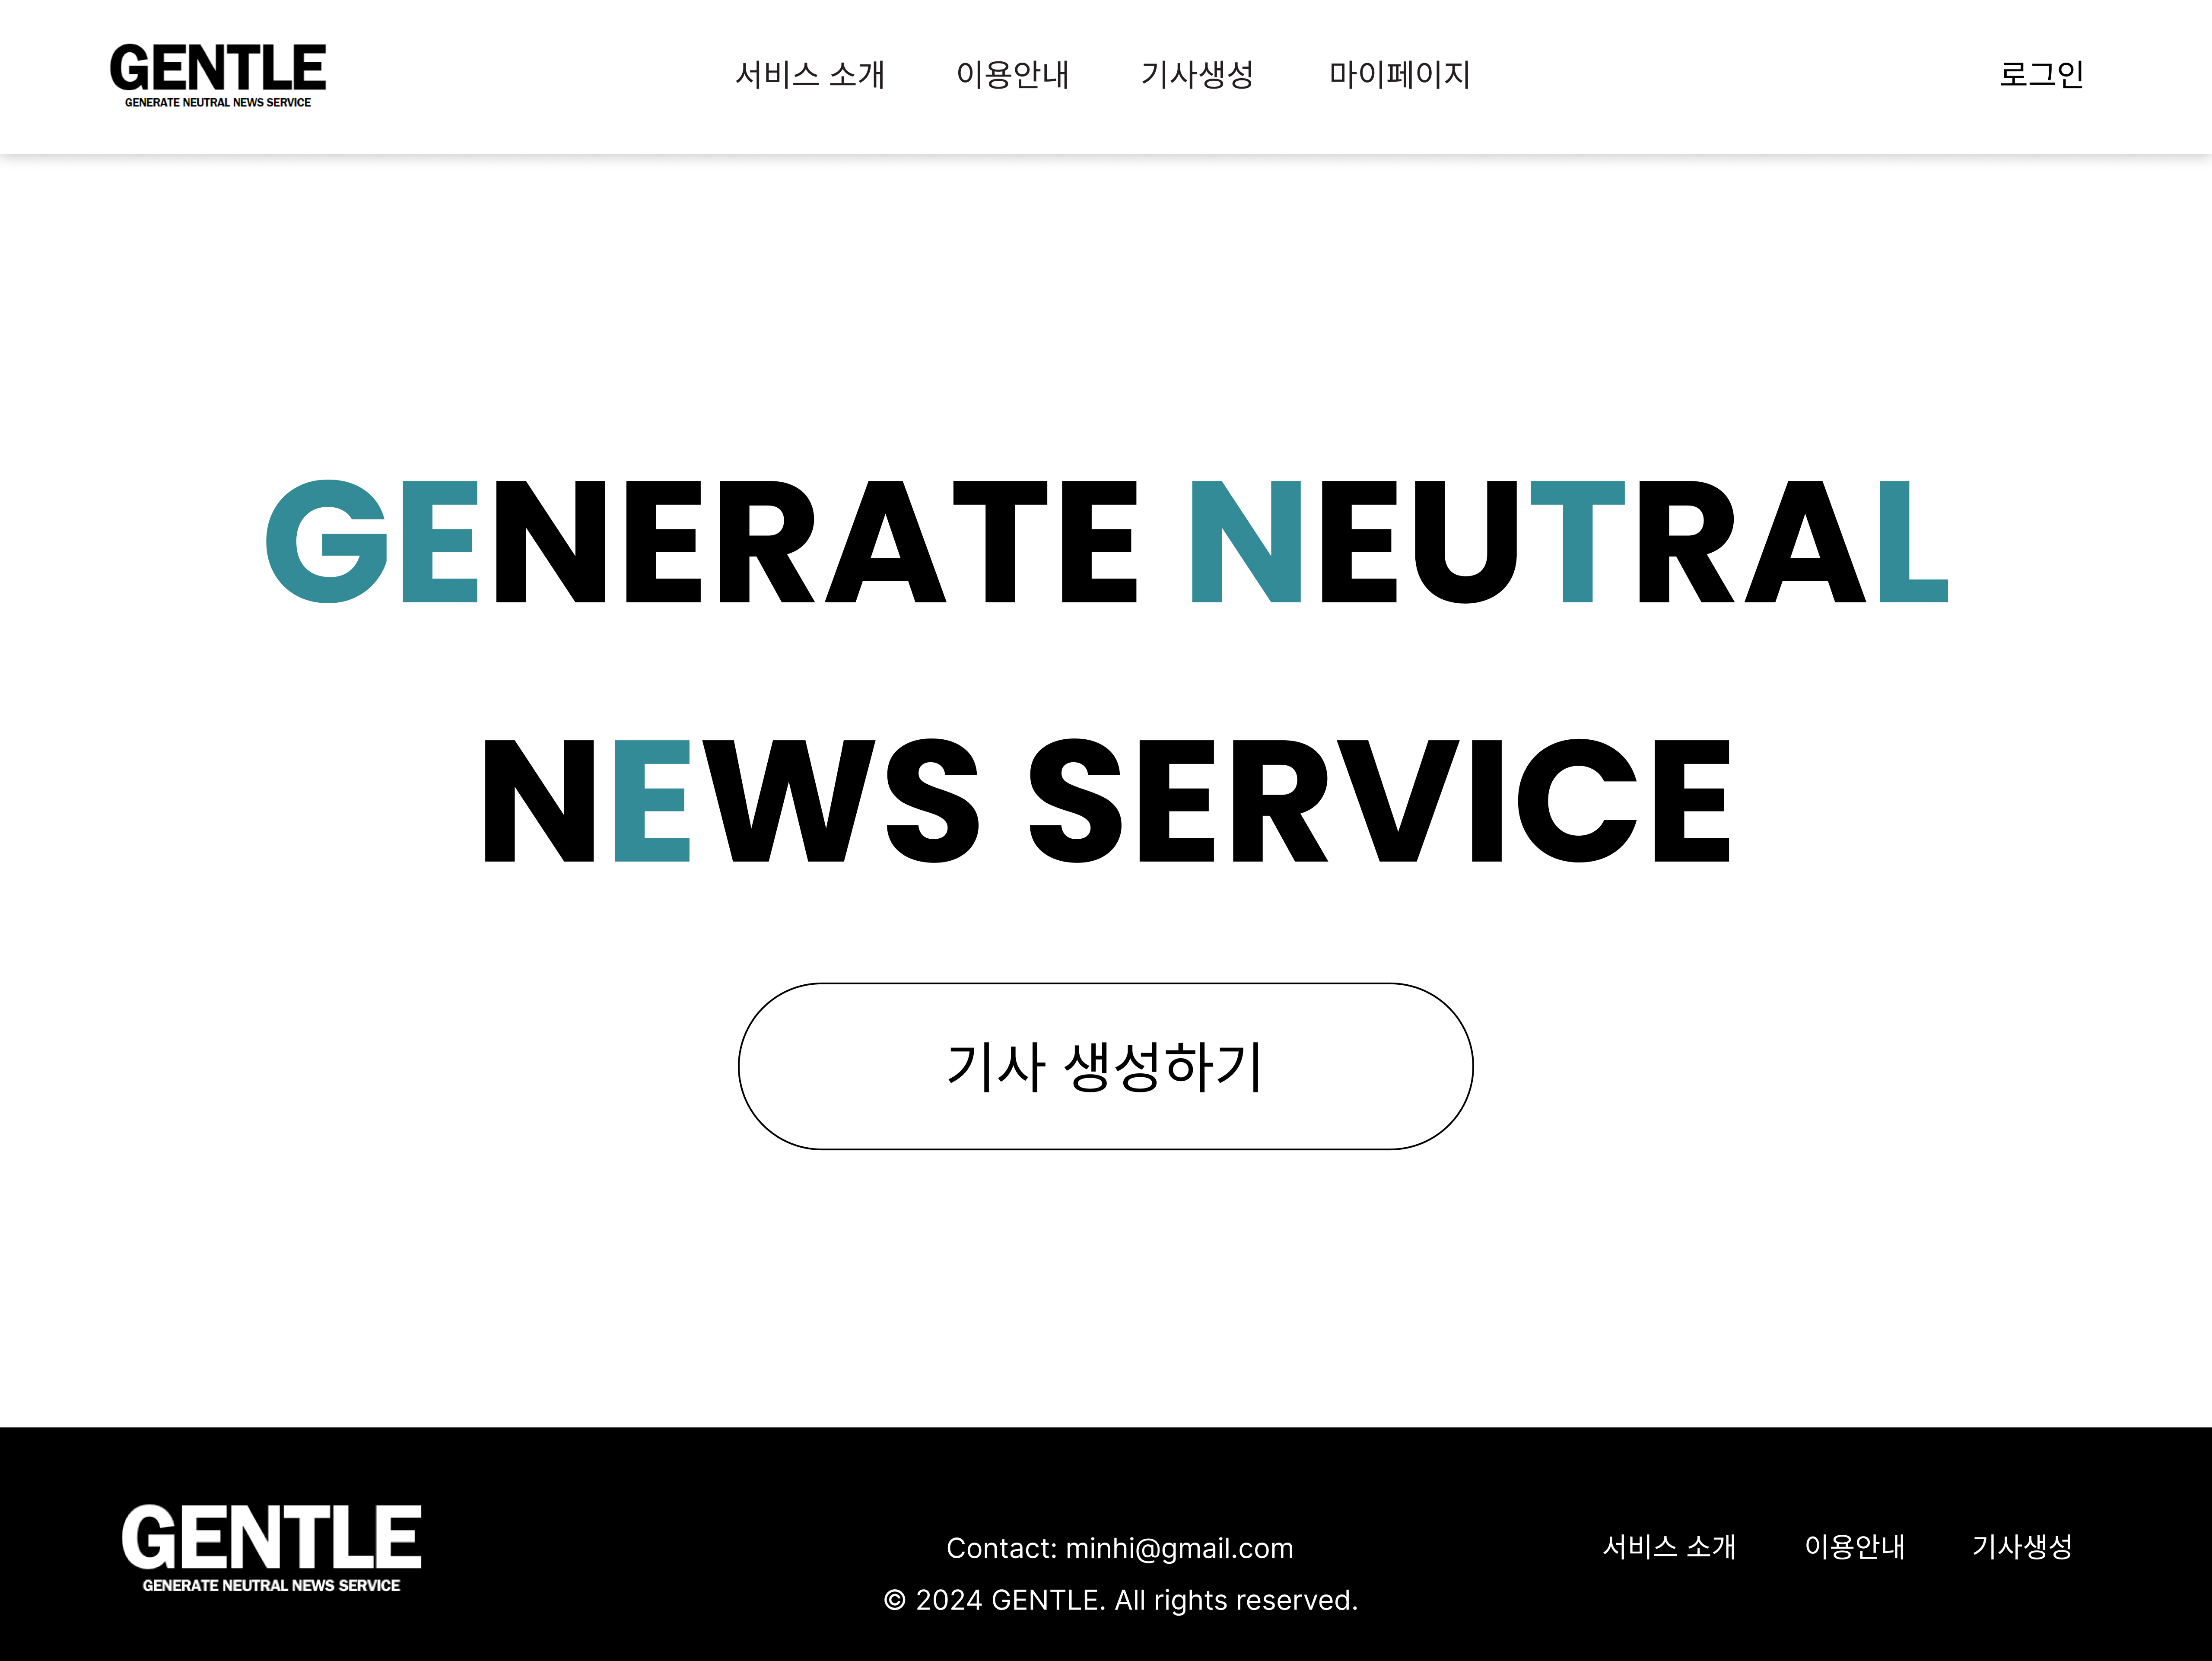 GENTLE
GENERATE NEUTRAL NEWS SERVICE
서비스 소개 이용안내 기사생성 마이페이지 로그인
GENERATE NEUTRAL
NEWS SERVICE
기사 생성하기
GENTLE
GENERATE NEUTRAL NEWS SERVICE
Contact: minhi@gmail.com
© 2024 GENTLE. All rights reserved.
서비스 소개 이용안내 기사생성